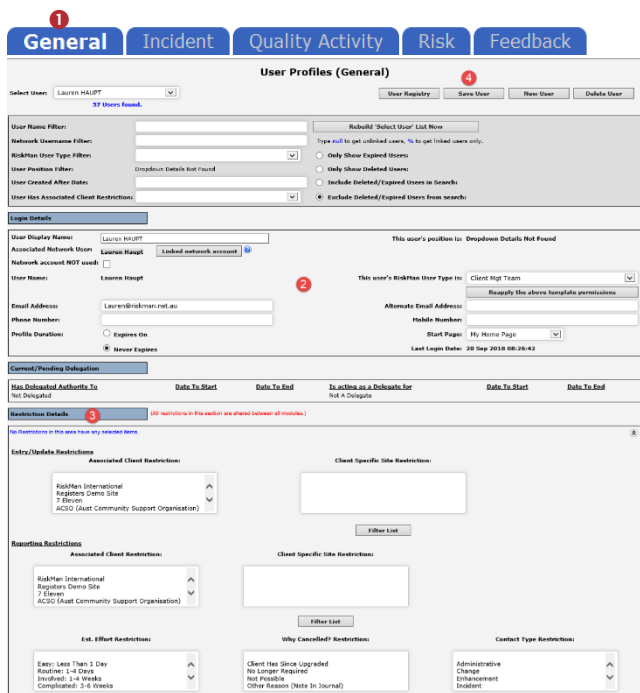 1
General Incident Quality Activity Risk Feedback
User Profiles (General)
4
Select User: Lauren HAUPT User Registry Save User New User Delete User
57 Users found.
User Name Filter: Rebuild 'Select User' List Now
Network Username Filter: Type null to get unlinked users, % to get linked users only.
RiskMan User Type Filter: Only Show Expired Users:
User Position Filter: Dropdown Details Not Found Only Show Deleted Users:
User Created After Date: Include Deleted/Expired Users in Search:
User Has Associated Client Restriction: Exclude Deleted/Expired Users from search:
Login Details
User Display Name: Lauren HAUPT This user's position is: Dropdown Details Not Found
Associated Network User: Lauren Haupt Linked network account ?
Network account NOT used:
User Name: Lauren Haupt 2 This user's RiskMan User Type is: Client Mgt Team
Reapply the above template permissions
Email Address: Lauren@riskman.net.au Alternate Email Address:
Phone Number: Mobile Number:
Profile Duration: Expires On Start Page: My Home Page
Never Expires Last Login Date: 20 Sep 2018 08:26:42
Current/Pending Delegation
Has Delegated Authority To Date To Start Date To End Is acting as a Delegate for Date To Start Date To End
Not Delegated Not A Delegate
Restriction Details 3 (All restrictions in this section are shared between all modules.)
No Restrictions in this area have any selected items.
Entry/Update Restrictions
Associated Client Restriction: Client Specific Site Restriction:
RiskMan International
Registers Demo Site
7 Eleven
ACSO (Aust Community Support Organisation)
Filter List
Reporting Restrictions
Associated Client Restriction: Client Specific Site Restriction:
RiskMan International
Registers Demo Site
7 Eleven
ACSO (Aust Community Support Organisation)
Filter List
Est. Effort Restriction: Why Cancelled? Restriction: Contact Type Restriction:
Easy: Less Than 1 Day Client Has Since Upgraded Administrative
Routine: 1-4 Days No Longer Required Change
Involved: 1-4 Weeks Not Possible Enhancement
Complicated: 3-6 Weeks Other Reason (Note In Journal) Incident